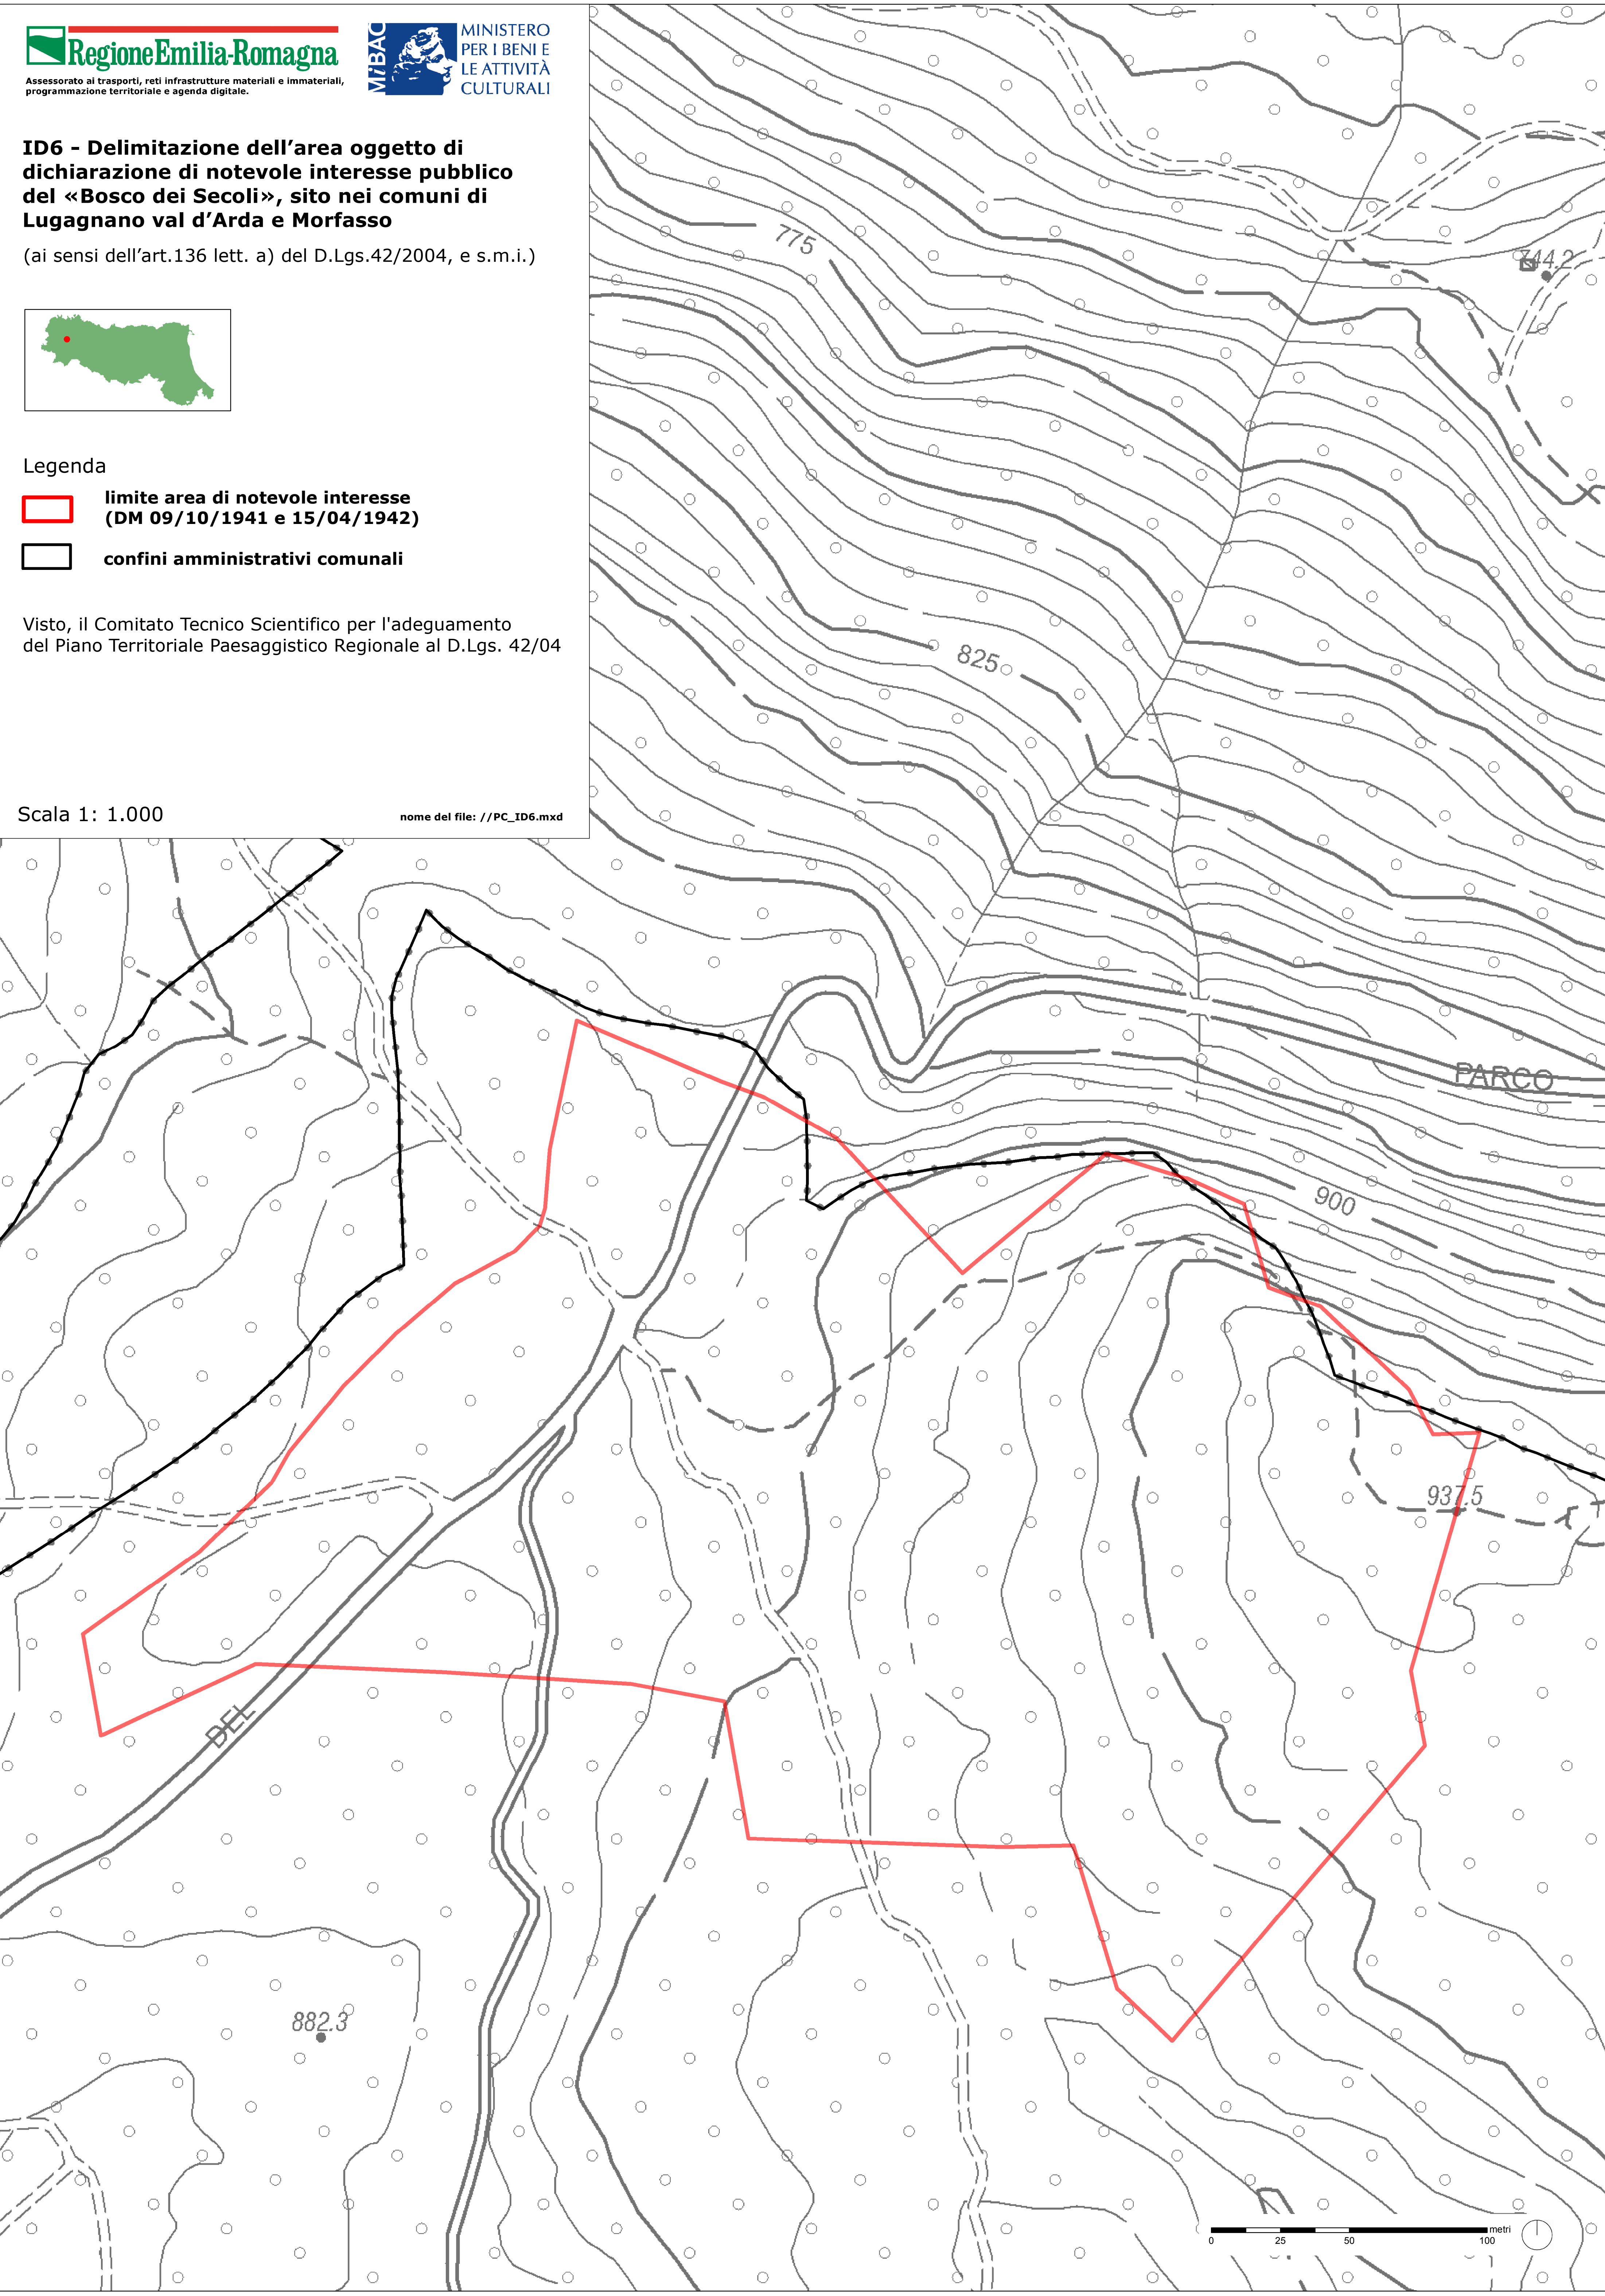 RegioneEmilia-Romagna
Assessorato ai trasporti, reti infrastrutture materiali e immateriali,
programmazione territoriale e agenda digitale.
MiBAC
MINISTERO
PER I BENI E
LE ATTIVITÀ
CULTURALI
ID6 - Delimitazione dell’area oggetto di
dichiarazione di notevole interesse pubblico
del «Bosco dei Secoli», sito nei comuni di
Lugagnano val d’Arda e Morfasso
(ai sensi dell’art.136 lett. a) del D.Lgs.42/2004, e s.m.i.)
Legenda
limite area di notevole interesse
(DM 09/10/1941 e 15/04/1942)
confini amministrativi comunali
Visto, il Comitato Tecnico Scientifico per l'adeguamento
del Piano Territoriale Paesaggistico Regionale al D.Lgs. 42/04
Scala 1: 1.000
nome del file: //PC_ID6.mxd
775
744.2
825
PARCO
900
937.5
DEL
882.3
metri
0 25 50 100